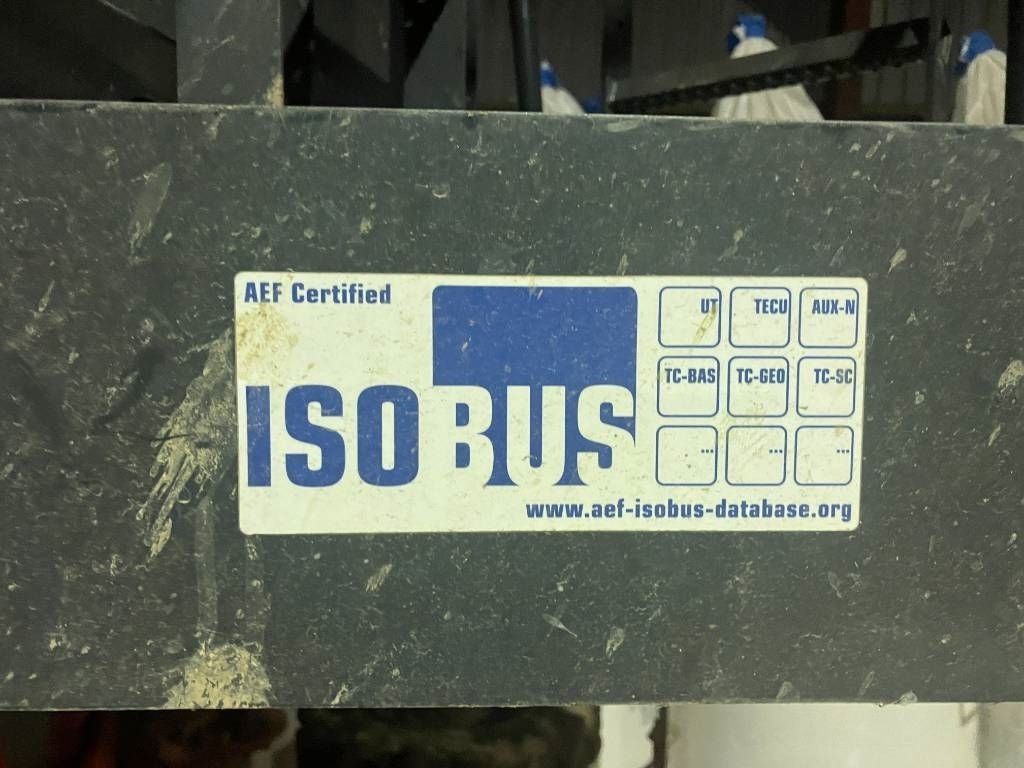 AEF Certified
ISOBUS
UT TECU AUX-N
TC-BAS TC-GEO TC-SC
... ... ...
www.aef-isobus-database.org